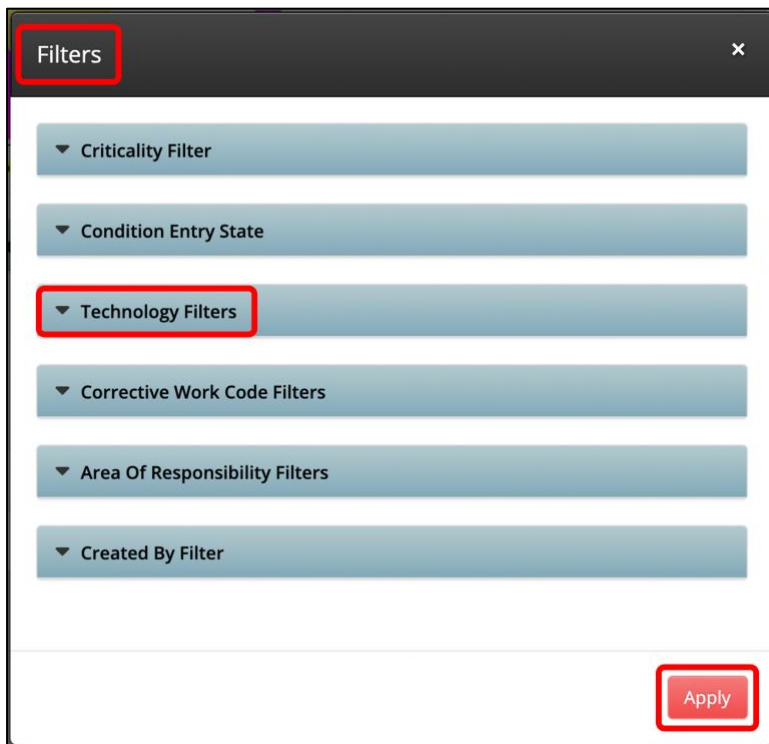 Filters ×
Criticality Filter
Condition Entry State
Technology Filters
Corrective Work Code Filters
Area Of Responsibility Filters
Created By Filter
Apply